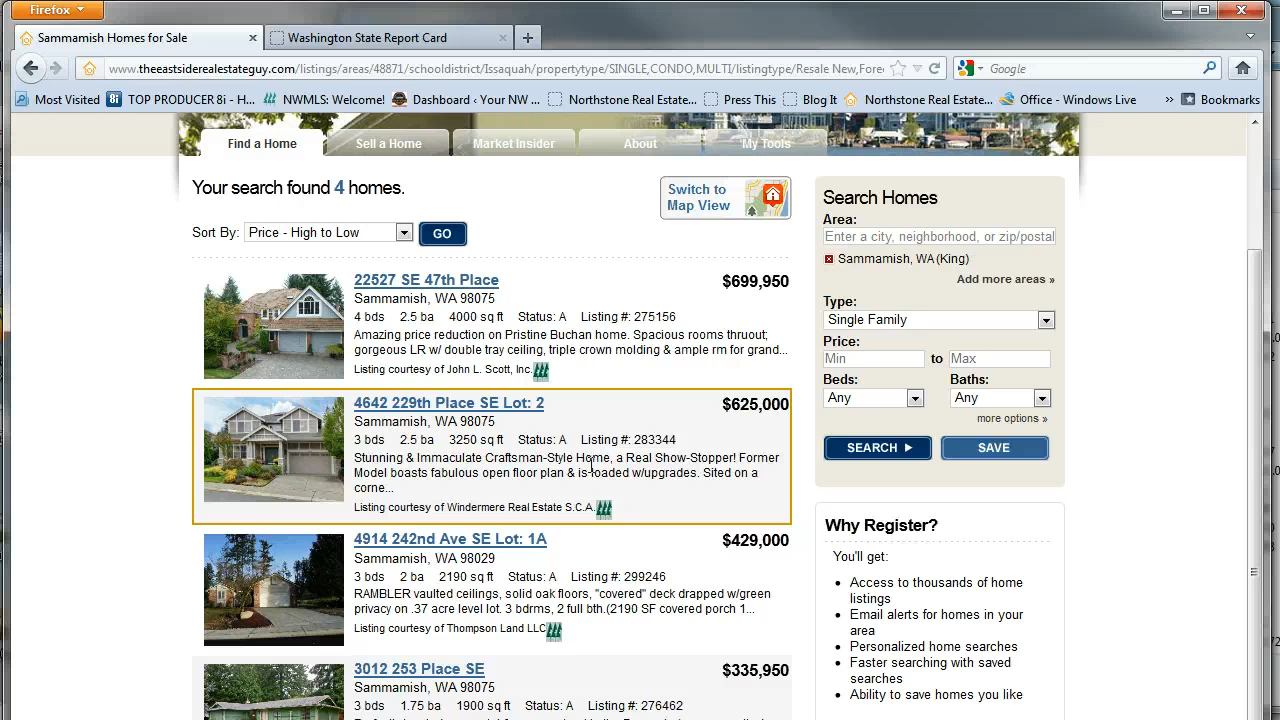 Firefox
Sammamish Homes for Sale
Washington State Report Card
www.theeastsiderealestateguy.com/listings/areas/48871/schooldistrict/Issaquah/propertytype/SINGLE,CONDO,MULTI/listingtype/Resale New,Fore
Google
Most Visited
TOP PRODUCER 8i - H...
NWMLS: Welcome!
Dashboard ‹ Your NW ...
Northstone Real Estate...
Press This
Blog It
Northstone Real Estate...
Office - Windows Live
»
Bookmarks
Find a Home
Sell a Home
Market Insider
About
My Tools
Your search found 4 homes.
Switch to
Map View
Sort By:
Price - High to Low
GO
22527 SE 47th Place
$699,950
Sammamish, WA 98075
4 bds 2.5 ba 4000 sq ft Status: A Listing #: 275156
Amazing price reduction on Pristine Buchan home. Spacious rooms thruout;
gorgeous LR w/ double tray ceiling, triple crown molding & ample rm for grand...
Listing courtesy of John L. Scott, Inc.
4642 229th Place SE Lot: 2
$625,000
Sammamish, WA 98075
3 bds 2.5 ba 3250 sq ft Status: A Listing #: 283344
Stunning & Immaculate Craftsman-Style Home, a Real Show-Stopper! Former
Model boasts fabulous open floor plan & is loaded w/upgrades. Sited on a
corne...
Listing courtesy of Windermere Real Estate S.C.A.
4914 242nd Ave SE Lot: 1A
$429,000
Sammamish, WA 98029
3 bds 2 ba 2190 sq ft Status: A Listing #: 299246
RAMBLER vaulted ceilings, solid oak floors, "covered" deck drapped w/green
privacy on .37 acre level lot. 3 bdrms, 2 full bth.(2190 SF covered porch 1...
Listing courtesy of Thompson Land LLC
3012 253 Place SE
$335,950
Sammamish, WA 98075
3 bds 1.75 ba 1900 sq ft Status: A Listing #: 276462
Search Homes
Area:
Enter a city, neighborhood, or zip/postal
Sammamish, WA (King)
Add more areas »
Type:
Single Family
Price:
Min
to
Max
Beds:
Baths:
Any
Any
more options »
SEARCH
SAVE
Why Register?
You'll get:
Access to thousands of home
listings
Email alerts for homes in your
area
Personalized home searches
Faster searching with saved
searches
Ability to save homes you like